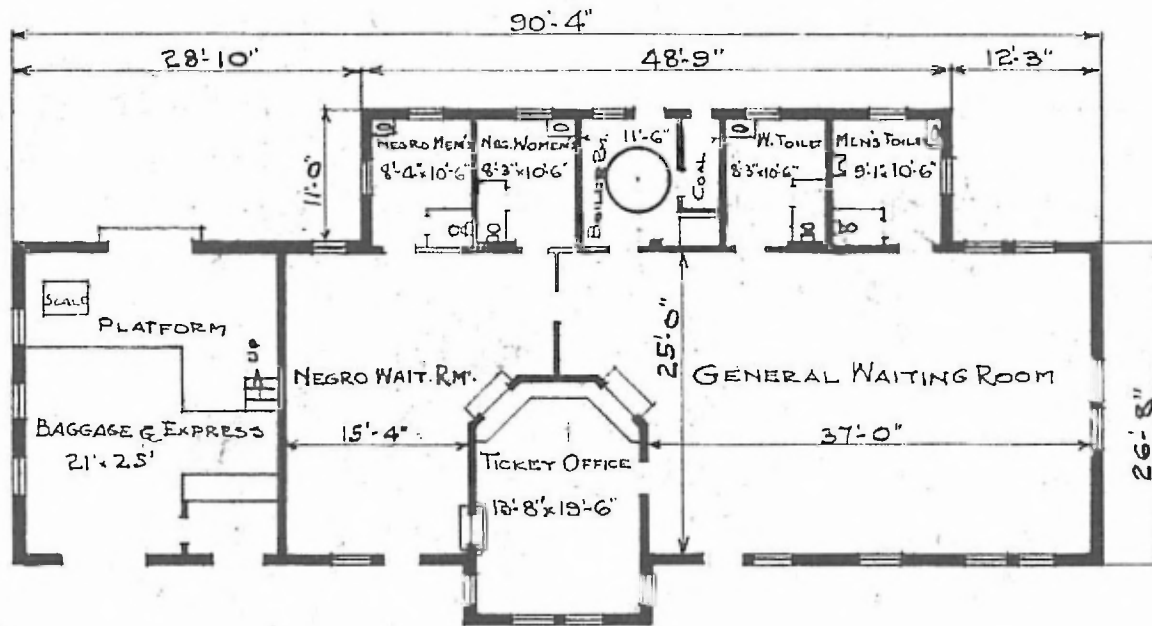 90'-4"
28'-10"
48'-9"
12'-3"
11'-0"
NEGRO MEN'S
8'-4"x10'-6"
NEG. WOMEN'S
8'-3"x10'-6"
BOILER RM.
11'-6"
COAL
W. TOILET
8'-3"x10'-6"
MEN'S TOILET
9'-1"x10'-6"
SCALE
PLATFORM
UP
NEGRO WAIT. RM.
25'-0"
GENERAL WAITING ROOM
BAGGAGE & EXPRESS
21'x25'
15'-4"
TICKET OFFICE
13'-8"x19'-6"
37'-0"
26'-8"